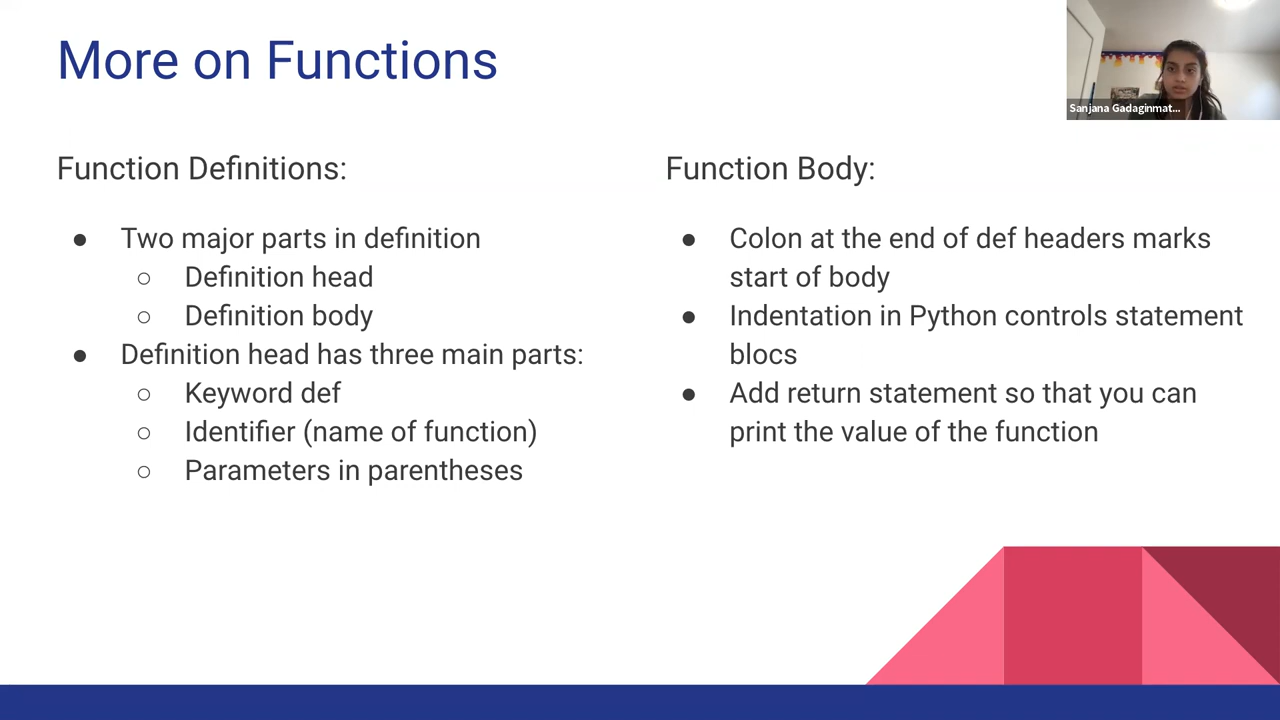 More on Functions
Sanjana Gadaginmat...
Function Definitions:
● Two major parts in definition
○ Definition head
○ Definition body
● Definition head has three main parts:
○ Keyword def
○ Identifier (name of function)
○ Parameters in parentheses
Function Body:
● Colon at the end of def headers marks
start of body
● Indentation in Python controls statement
blocs
● Add return statement so that you can
print the value of the function